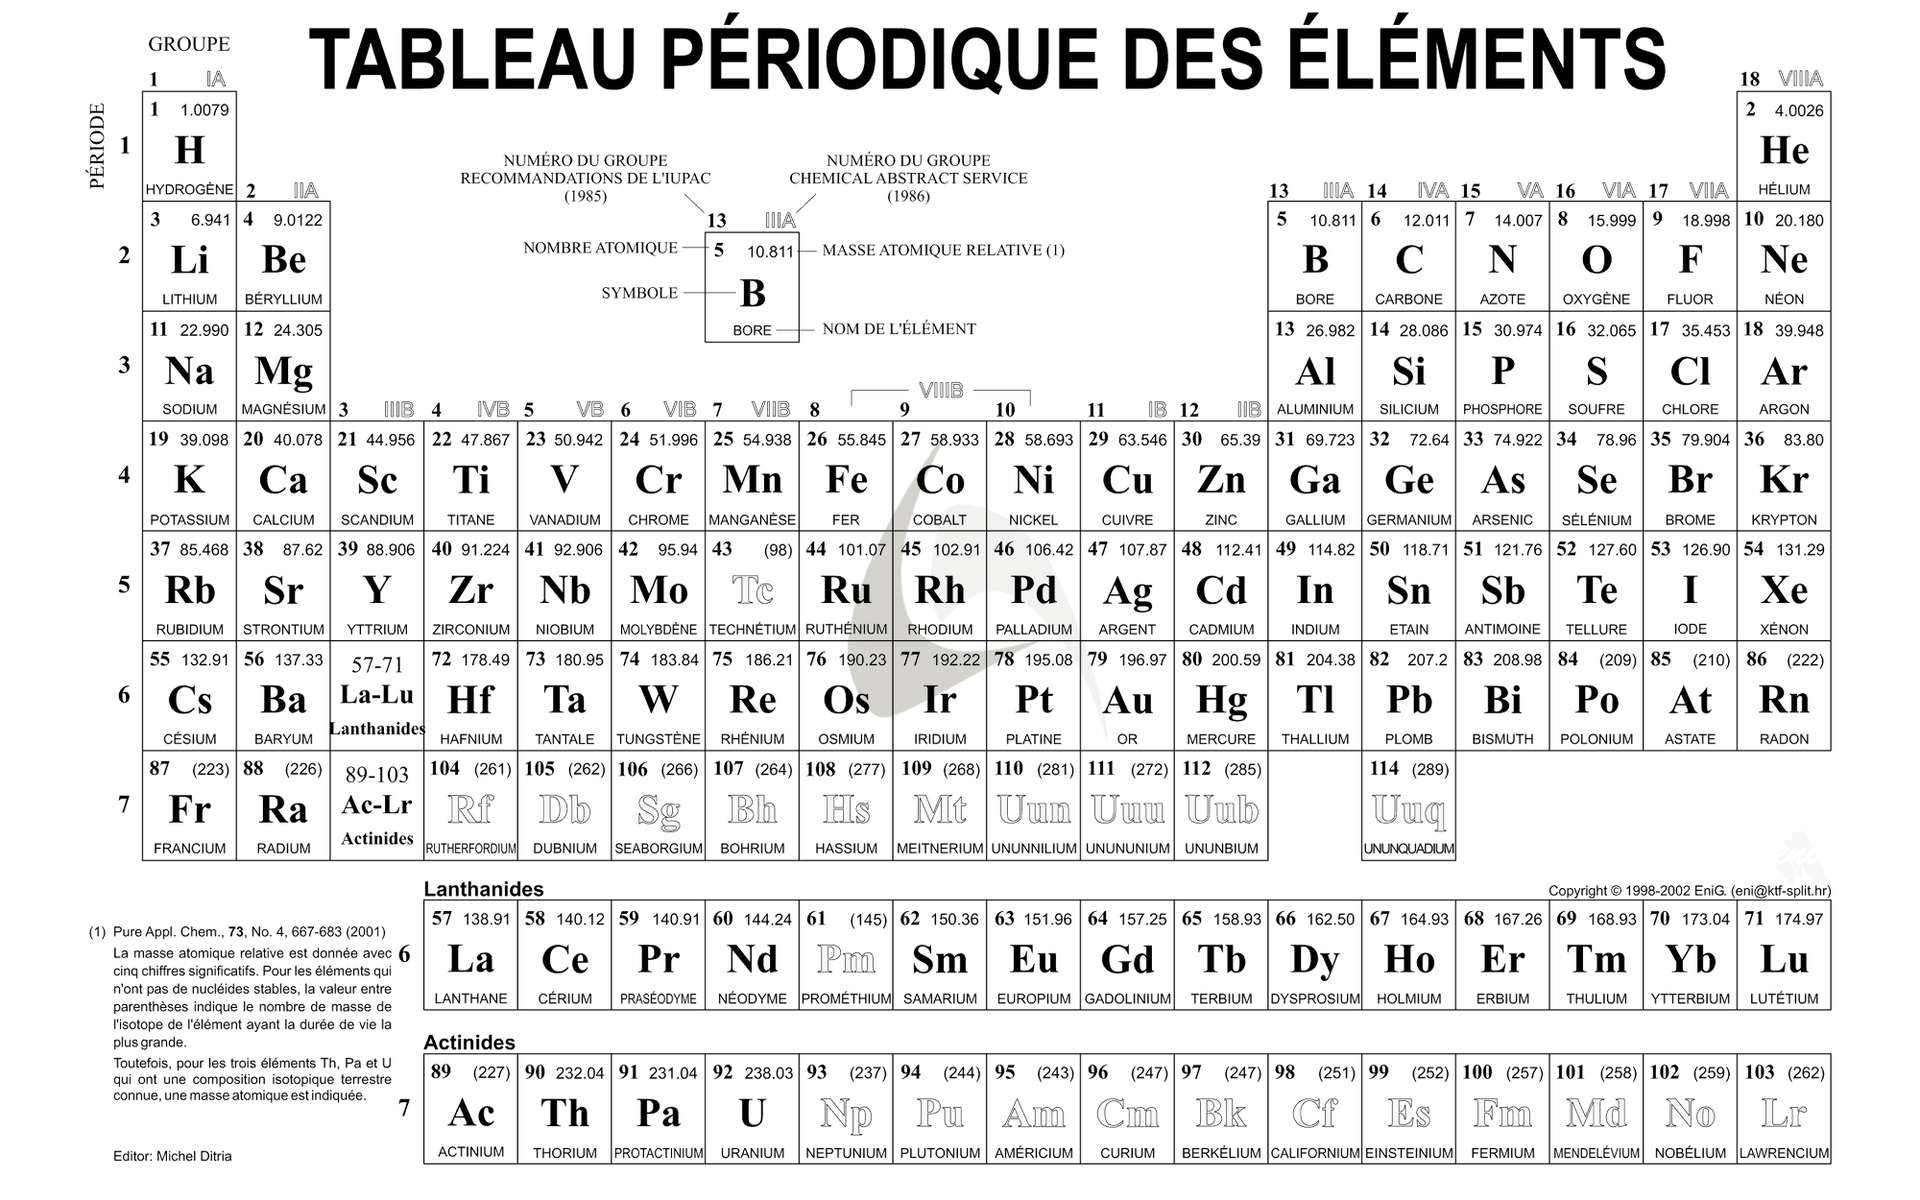 TABLEAU PÉRIODIQUE DES ÉLÉMENTS
GROUPE
PÉRIODE
1 IA
18 VIIIA
1
1 1.0079
H
HYDROGÈNE
2 4.0026
He
HÉLIUM
2 IIA
13 IIIA 14 IVA 15 VA 16 VIA 17 VIIA
NUMÉRO DU GROUPE
RECOMMANDATIONS DE L'IUPAC
(1985)
NUMÉRO DU GROUPE
CHEMICAL ABSTRACT SERVICE
(1986)
13 IIIA
NOMBRE ATOMIQUE
5 10.811
MASSE ATOMIQUE RELATIVE (1)
SYMBOLE
B
BORE
NOM DE L'ÉLÉMENT
2
3 6.941 4 9.0122 5 10.811 6 12.011 7 14.007 8 15.999 9 18.998 10 20.180
Li Be B C N O F Ne
LITHIUM BÉRYLLIUM BORE CARBONE AZOTE OXYGÈNE FLUOR NÉON
3
11 22.990 12 24.305 13 26.982 14 28.086 15 30.974 16 32.065 17 35.453 18 39.948
Na Mg Al Si P S Cl Ar
SODIUM MAGNÉSIUM ALUMINIUM SILICIUM PHOSPHORE SOUFRE CHLORE ARGON
VIIIB
3 IIIB 4 IVB 5 VB 6 VIB 7 VIIB 8 9 10 11 IB 12 IIB
4
19 39.098 20 40.078 21 44.956 22 47.867 23 50.942 24 51.996 25 54.938 26 55.845 27 58.933 28 58.693 29 63.546 30 65.39 31 69.723 32 72.64 33 74.922 34 78.96 35 79.904 36 83.80
K Ca Sc Ti V Cr Mn Fe Co Ni Cu Zn Ga Ge As Se Br Kr
POTASSIUM CALCIUM SCANDIUM TITANE VANADIUM CHROME MANGANÈSE FER COBALT NICKEL CUIVRE ZINC GALLIUM GERMANIUM ARSENIC SÉLÉNIUM BROME KRYPTON
5
37 85.468 38 87.62 39 88.906 40 91.224 41 92.906 42 95.94 43 (98) 44 101.07 45 102.91 46 106.42 47 107.87 48 112.41 49 114.82 50 118.71 51 121.76 52 127.60 53 126.90 54 131.29
Rb Sr Y Zr Nb Mo Tc Ru Rh Pd Ag Cd In Sn Sb Te I Xe
RUBIDIUM STRONTIUM YTTRIUM ZIRCONIUM NIOBIUM MOLYBDÈNE TECHNÉTIUM RUTHÉNIUM RHODIUM PALLADIUM ARGENT CADMIUM INDIUM ETAIN ANTIMOINE TELLURE IODE XÉNON
6
55 132.91 56 137.33 57-71 72 178.49 73 180.95 74 183.84 75 186.21 76 190.23 77 192.22 78 195.08 79 196.97 80 200.59 81 204.38 82 207.2 83 208.98 84 (209) 85 (210) 86 (222)
Cs Ba La-Lu Hf Ta W Re Os Ir Pt Au Hg Tl Pb Bi Po At Rn
CÉSIUM BARYUM Lanthanides HAFNIUM TANTALE TUNGSTÈNE RHÉNIUM OSMIUM IRIDIUM PLATINE OR MERCURE THALLIUM PLOMB BISMUTH POLONIUM ASTATE RADON
7
87 (223) 88 (226) 89-103 104 (261) 105 (262) 106 (266) 107 (264) 108 (277) 109 (268) 110 (281) 111 (272) 112 (285) 114 (289)
Fr Ra Ac-Lr Rf Db Sg Bh Hs Mt Uun Uuu Uub Uuq
FRANCIUM RADIUM Actinides RUTHERFORDIUM DUBNIUM SEABORGIUM BOHRIUM HASSIUM MEITNERIUM UNUNNILIUM UNUNUNIUM UNUNBIUM UNUNQUADIUM
Lanthanides
Copyright © 1998-2002 EniG. (eni@ktf-split.hr)
6
57 138.91 58 140.12 59 140.91 60 144.24 61 (145) 62 150.36 63 151.96 64 157.25 65 158.93 66 162.50 67 164.93 68 167.26 69 168.93 70 173.04 71 174.97
La Ce Pr Nd Pm Sm Eu Gd Tb Dy Ho Er Tm Yb Lu
LANTHANE CÉRIUM PRASÉODYME NÉODYME PROMÉTHIUM SAMARIUM EUROPIUM GADOLINIUM TERBIUM DYSPROSIUM HOLMIUM ERBIUM THULIUM YTTERBIUM LUTÉTIUM
Actinides
7
89 (227) 90 232.04 91 231.04 92 238.03 93 (237) 94 (244) 95 (243) 96 (247) 97 (247) 98 (251) 99 (252) 100 (257) 101 (258) 102 (259) 103 (262)
Ac Th Pa U Np Pu Am Cm Bk Cf Es Fm Md No Lr
ACTINIUM THORIUM PROTACTINIUM URANIUM NEPTUNIUM PLUTONIUM AMÉRICIUM CURIUM BERKÉLIUM CALIFORNIUM EINSTEINIUM FERMIUM MENDELÉVIUM NOBÉLIUM LAWRENCIUM
(1) Pure Appl. Chem., 73, No. 4, 667-683 (2001)
La masse atomique relative est donnée avec
cinq chiffres significatifs. Pour les éléments qui
n'ont pas de nucléides stables, la valeur entre
parenthèses indique le nombre de masse de
l'isotope de l'élément ayant la durée de vie la
plus grande.
Toutefois, pour les trois éléments Th, Pa et U
qui ont une composition isotopique terrestre
connue, une masse atomique est indiquée.
Editor: Michel Ditria